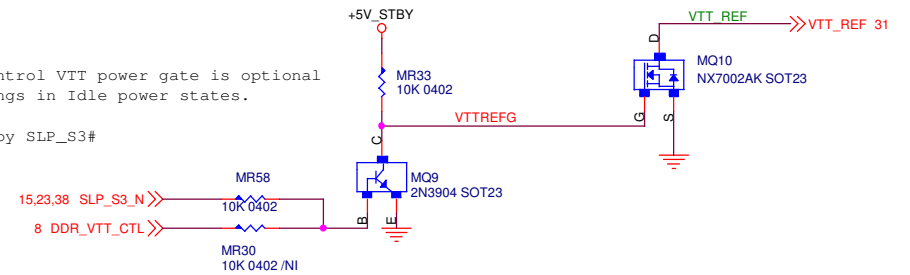 +5V_STBY
VTT_REF
VTT_REF 31
D
MQ10
NX7002AK SOT23
ntrol VTT power gate is optional
ngs in Idle power states.
MR33
10K 0402
VTTREFG
G
S
by SLP_S3#
C
MQ9
2N3904 SOT23
MR58
15,23,38 SLP_S3_N
10K 0402
B
E
8 DDR_VTT_CTL
MR30
10K 0402 /NI